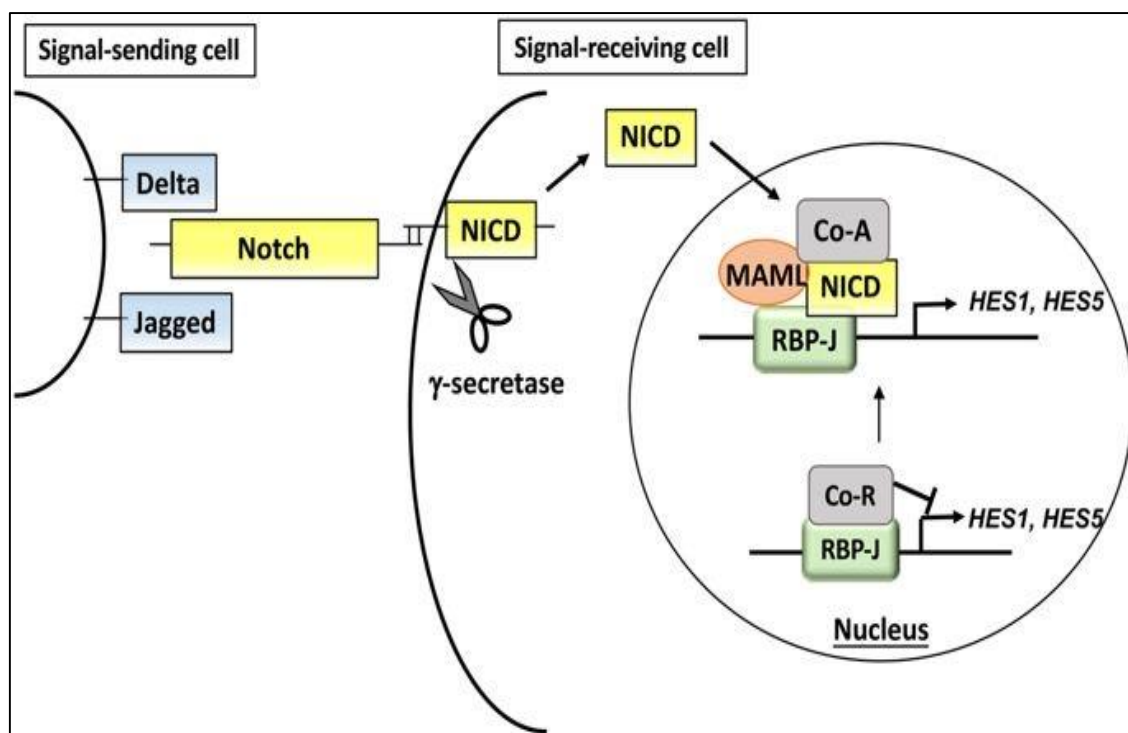 Signal-sending cell
Signal-receiving cell
NICD
Delta
Notch
NICD
Jagged
γ-secretase
Co-A
MAML
NICD
HES1, HES5
RBP-J
Co-R
HES1, HES5
RBP-J
Nucleus